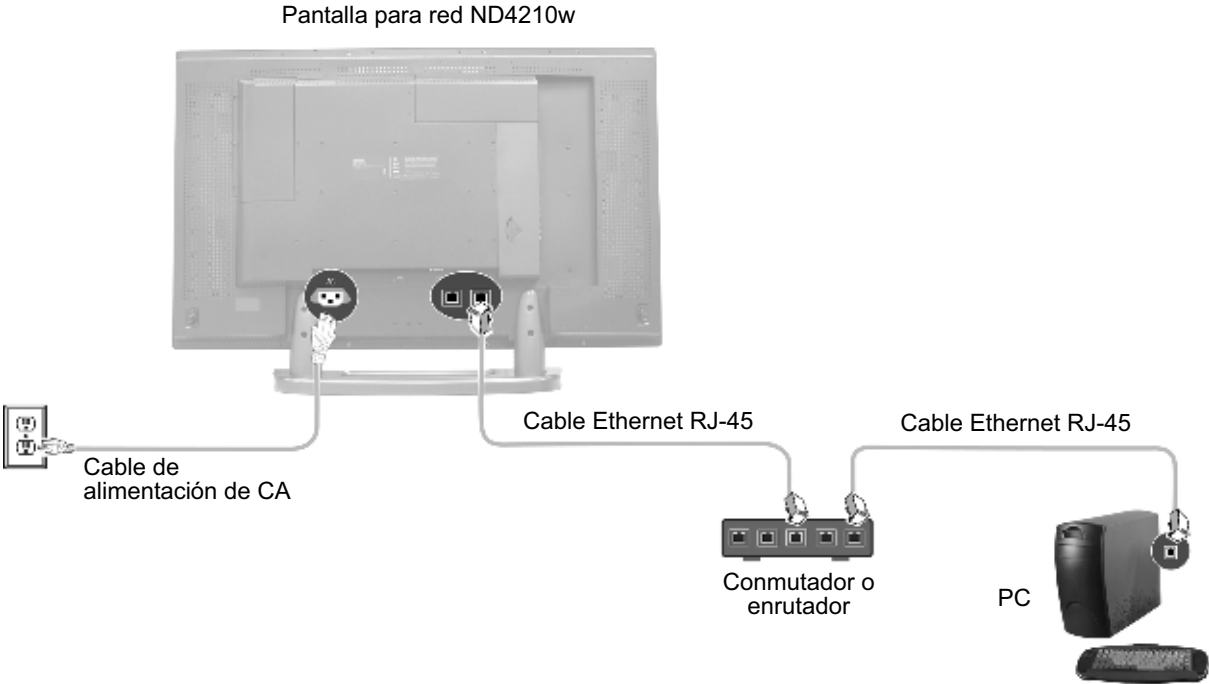 Pantalla para red ND4210w
Cable Ethernet RJ-45
Cable Ethernet RJ-45
Cable de
alimentación de CA
Conmutador o
enrutador
PC